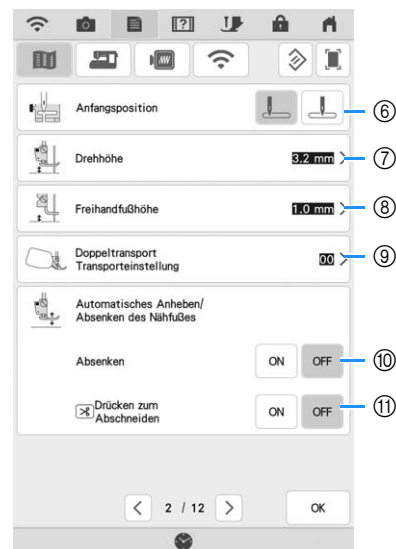 Anfangsposition
⑥
Drehhöhe
3.2 mm
⑦
Freihandfußhöhe
1.0 mm
⑧
Doppeltransport
Transporteinstellung
00
⑨
Automatisches Anheben/
Absenken des Nähfußes
Absenken
ON
OFF
⑩
Drücken zum
Abschneiden
ON
OFF
⑪
2 / 12
OK